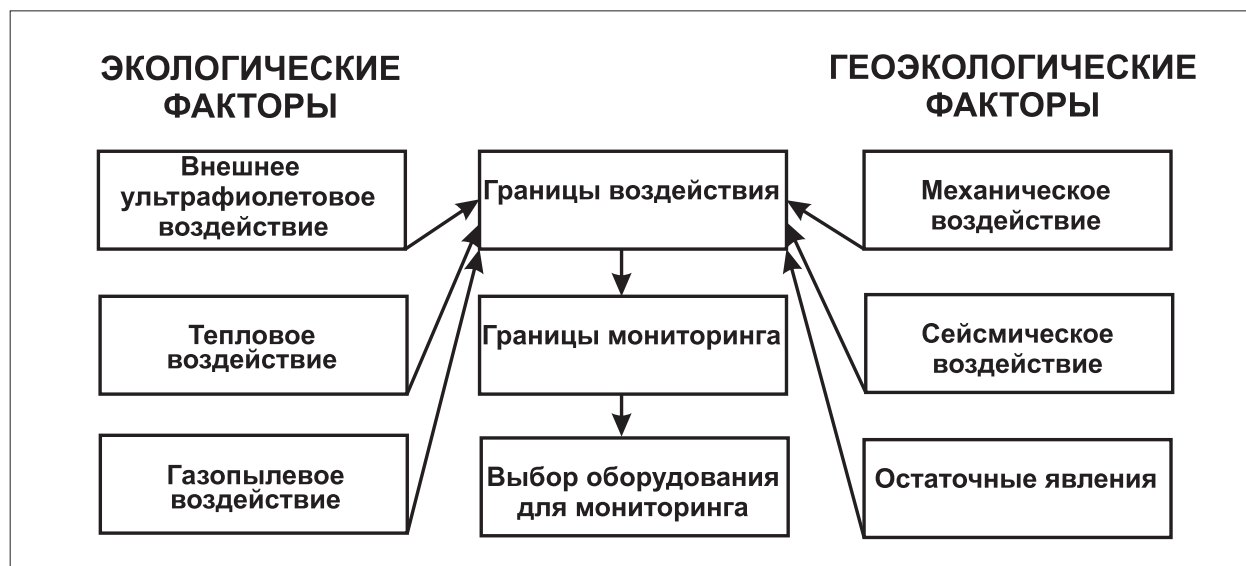 ЭКОЛОГИЧЕСКИЕ
ФАКТОРЫ
Внешнее
ультрафиолетовое
воздействие
Тепловое
воздействие
Газопылевое
воздействие
Границы воздействия
Границы мониторинга
Выбор оборудования
для мониторинга
ГЕОЭКОЛОГИЧЕСКИЕ
ФАКТОРЫ
Механическое
воздействие
Сейсмическое
воздействие
Остаточные явления